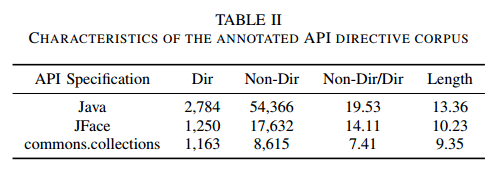 TABLE II
CHARACTERISTICS OF THE ANNOTATED API DIRECTIVE CORPUS
API Specification Dir Non-Dir Non-Dir/Dir Length
Java 2,784 54,366 19.53 13.36
JFace 1,250 17,632 14.11 10.23
commons.collections 1,163 8,615 7.41 9.35